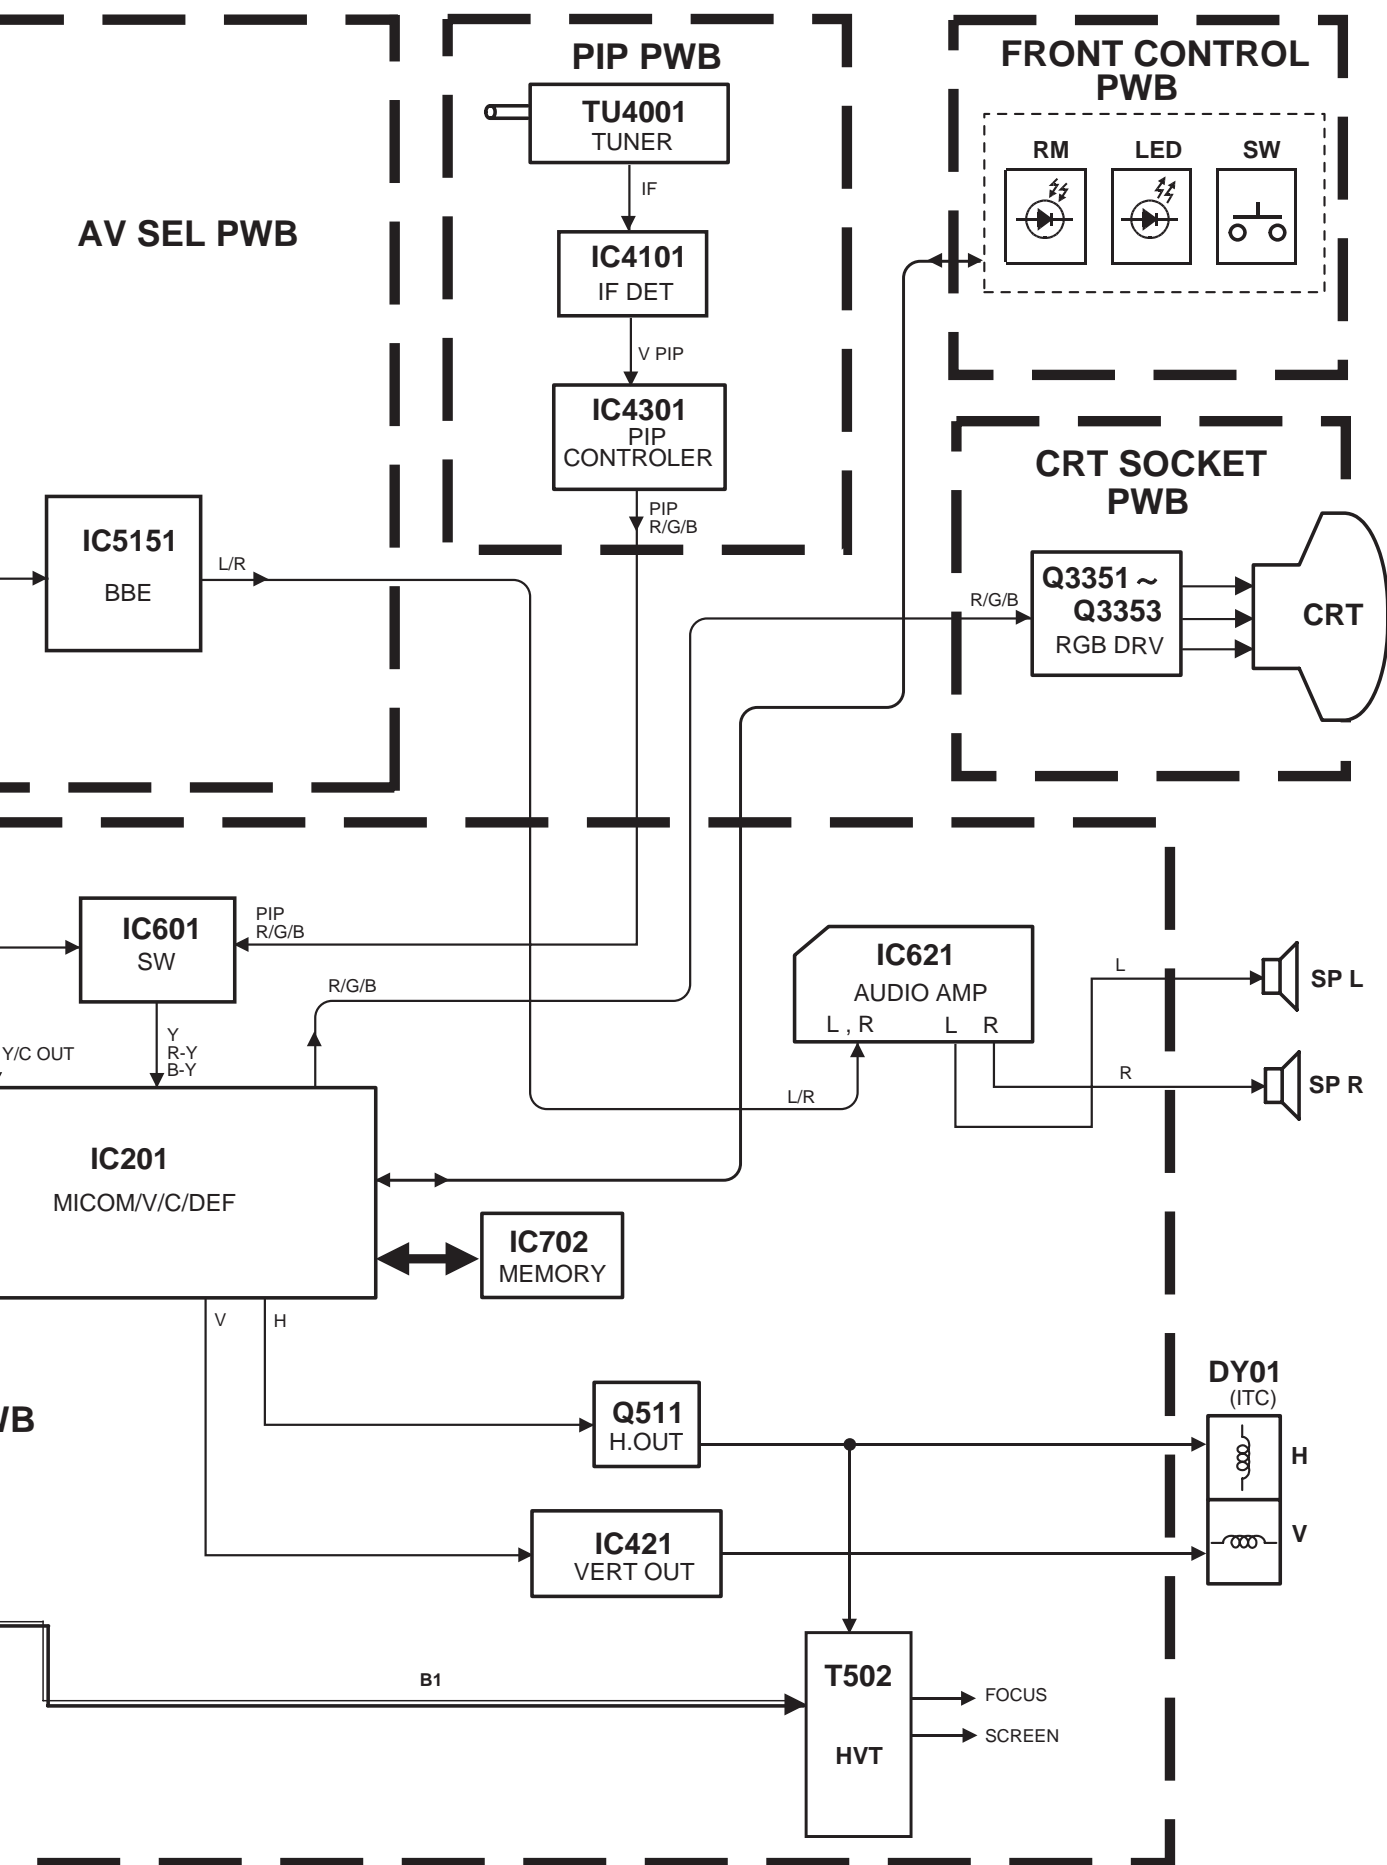 PIP PWB
TU4001
TUNER
IF
IC4101
IF DET
V PIP
IC4301
PIP
CONTROLER
PIP
R/G/B
FRONT CONTROL
PWB
RM LED SW
AV SEL PWB
IC5151
BBE
L/R
CRT SOCKET
PWB
R/G/B
Q3351 ~
Q3353
RGB DRV
CRT
IC601
SW
PIP
R/G/B
R/G/B
Y/C OUT
Y
R-Y
B-Y
IC621
AUDIO AMP
L , R L R
L/R
L
SP L
R
SP R
IC201
MICOM/V/C/DEF
IC702
MEMORY
V H
WB
Q511
H.OUT
IC421
VERT OUT
DY01
(ITC)
H
V
B1
T502
HVT
FOCUS
SCREEN